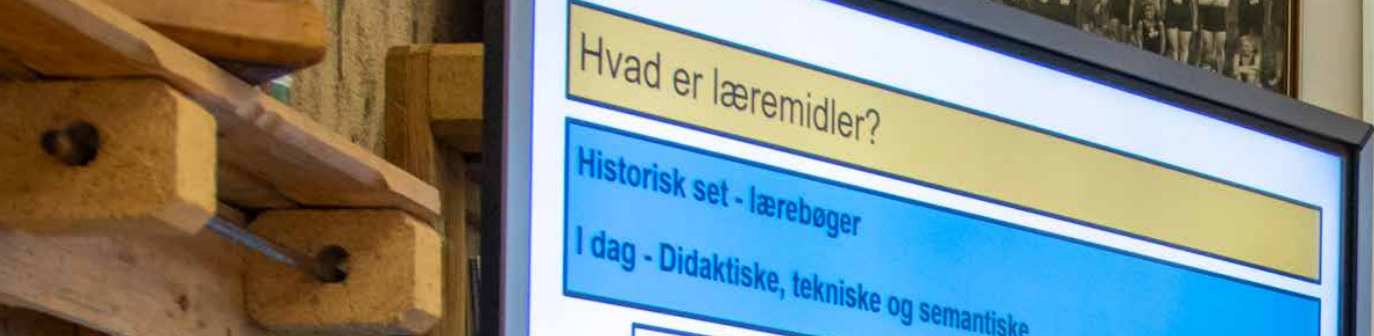 Hvad er læremidler?
Historisk set - lærebøger
I dag - Didaktiske, tekniske og semantiske